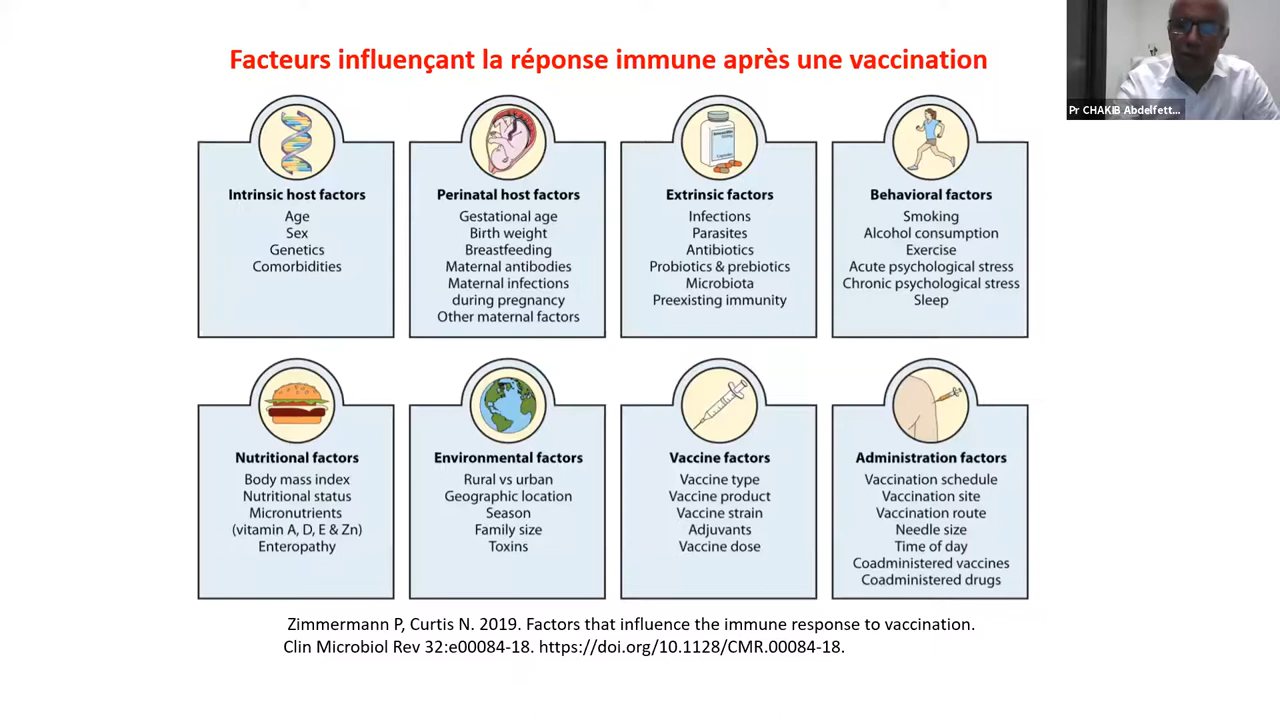 Facteurs influençant la réponse immune après une vaccination
Pr CHAKIB Abdelfett...
Intrinsic host factors
Age
Sex
Genetics
Comorbidities
Perinatal host factors
Gestational age
Birth weight
Breastfeeding
Maternal antibodies
Maternal infections
during pregnancy
Other maternal factors
Extrinsic factors
Infections
Parasites
Antibiotics
Probiotics & prebiotics
Microbiota
Preexisting immunity
Behavioral factors
Smoking
Alcohol consumption
Exercise
Acute psychological stress
Chronic psychological stress
Sleep
Nutritional factors
Body mass index
Nutritional status
Micronutrients
(vitamin A, D, E & Zn)
Enteropathy
Environmental factors
Rural vs urban
Geographic location
Season
Family size
Toxins
Vaccine factors
Vaccine type
Vaccine product
Vaccine strain
Adjuvants
Vaccine dose
Administration factors
Vaccination schedule
Vaccination site
Vaccination route
Needle size
Time of day
Coadministered vaccines
Coadministered drugs
Zimmermann P, Curtis N. 2019. Factors that influence the immune response to vaccination.
Clin Microbiol Rev 32:e00084-18. https://doi.org/10.1128/CMR.00084-18.